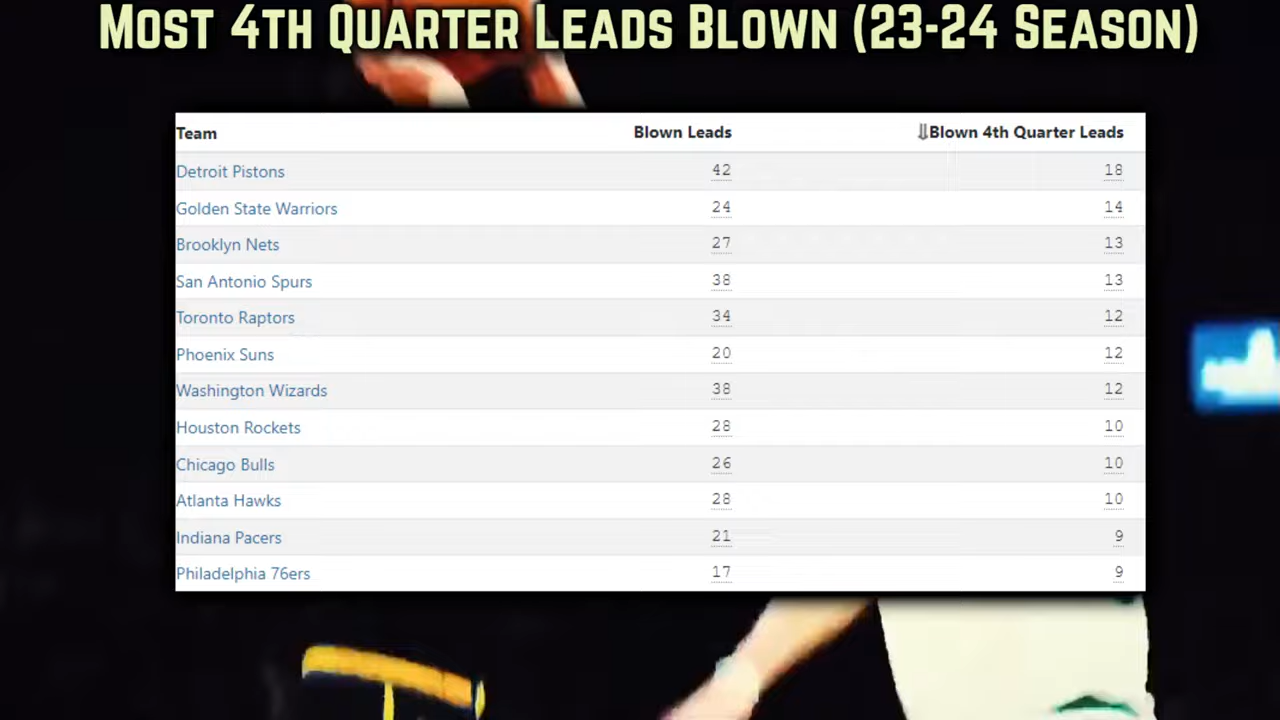 MOST 4TH QUARTER LEADS BLOWN (23-24 SEASON)
Team Blown Leads ⇓Blown 4th Quarter Leads
Detroit Pistons 42 18
Golden State Warriors 24 14
Brooklyn Nets 27 13
San Antonio Spurs 38 13
Toronto Raptors 34 12
Phoenix Suns 20 12
Washington Wizards 38 12
Houston Rockets 28 10
Chicago Bulls 26 10
Atlanta Hawks 28 10
Indiana Pacers 21 9
Philadelphia 76ers 17 9